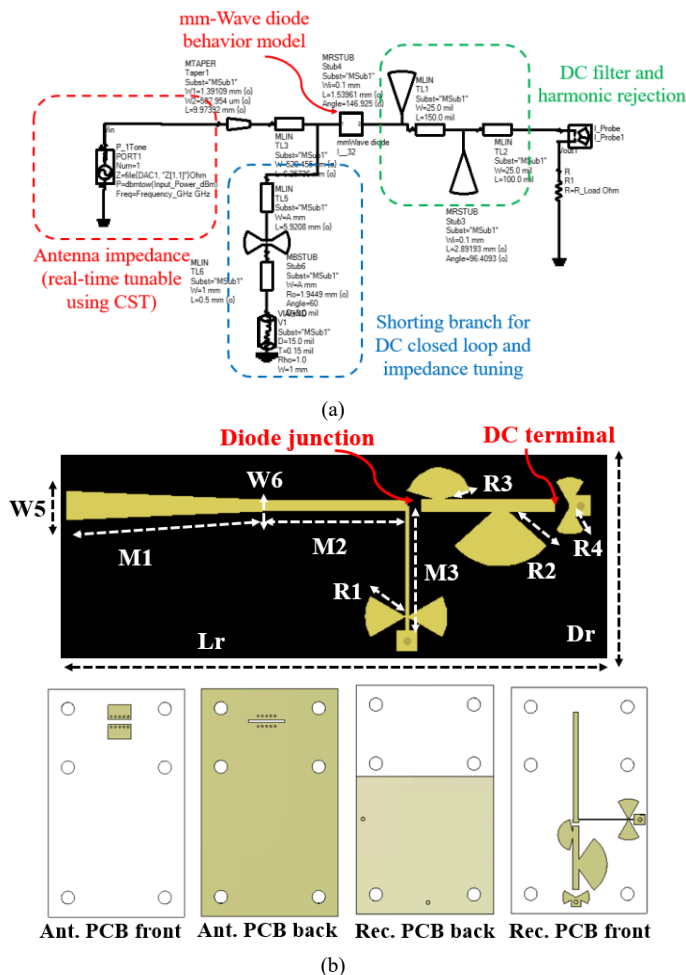 mm-Wave diode
behavior model
DC filter and
harmonic rejection
MTAPER
Taper1
Subst="MSub1"
W1=1.39109 mm {o}
L=9.97392 mm {o}
MRSTUB
Stub4
Subst="MSub1"
Wi=0.1 mm
L=1.53961 mm {o}
Angle=146.925 {o}
MLIN
TL1
Subst="MSub1"
W=25.0 mil
L=150.0 mil
Vin
P_1Tone
PORT1
Num=1
Z=file{DAC1, "Z[1,1]"}Ohm
P=dbmtow(Input_Power_dBm)
Freq=Frequency_GHz GHz
MLIN
TL3
Subst="MSub1"
mmWave diode
I__32
MLIN
TL2
Subst="MSub1"
W=25.0 mil
L=100.0 mil
I_Probe
I_Probe1
Vout1
R
R1
R=R_Load Ohm
MRSTUB
Stub3
Subst="MSub1"
Wi=0.1 mm
L=2.89193 mm {o}
Angle=96.4093 {o}
MLIN
TL5
Subst="MSub1"
W=A mm
L=5.9208 mm {o}
MLIN
TL6
Subst="MSub1"
W=1 mm
L=0.5 mm {o}
MBSTUB
Stub6
Subst="MSub1"
W=A mm
Ro=1.9449 mm {o}
Angle=60
V1
Subst="MSub1"
D=15.0 mil
T=0.15 mil
Rho=1.0
W=1 mm
Antenna impedance
(real-time tunable
using CST)
Shorting branch for
DC closed loop and
impedance tuning
(a)
Diode junction
DC terminal
W5
W6
M1
M2
M3
R1
R3
R2
R4
Lr
Dr
Ant. PCB front
Ant. PCB back
Rec. PCB back
Rec. PCB front
(b)